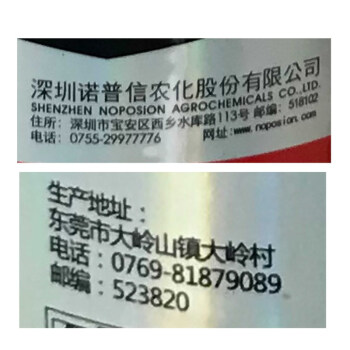 深圳诺普信农化股份有限公司
SHENZHEN NOPOSION AGROCHEMICALS CO.,LTD.
住所：深圳市宝安区西乡水库路113号 邮编：518102
电话：0755-29977776 网址:www.noposion.com
生产地址：
东莞市大岭山镇大岭村
电话：0769-81879089
邮编：523820